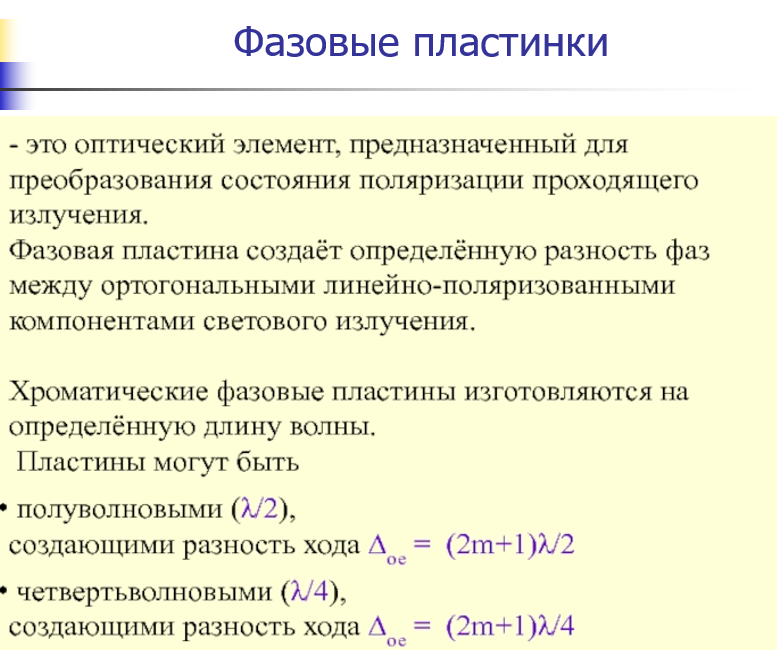 Фазовые пластинки
- это оптический элемент, предназначенный для
преобразования состояния поляризации проходящего
излучения.
Фазовая пластина создаёт определённую разность фаз
между ортогональными линейно-поляризованными
компонентами светового излучения.
Хроматические фазовые пластины изготовляются на
определённую длину волны.
Пластины могут быть
• полуволновыми (λ/2),
создающими разность хода Δое = (2m+1)λ/2
• четвертьволновыми (λ/4),
создающими разность хода Δое = (2m+1)λ/4